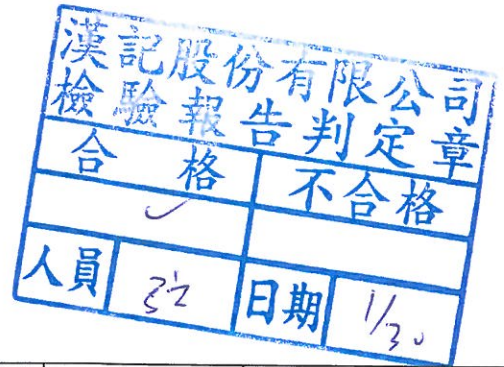 漢記股份有限公司
檢驗報告判定章
合格 不合格
✓
人員 日期 1/30